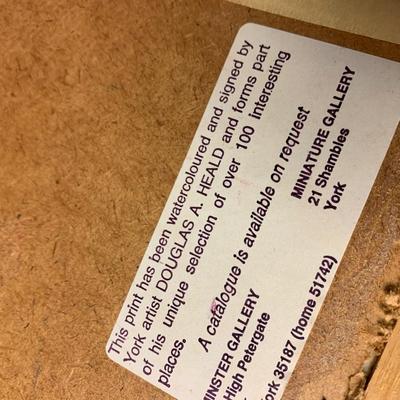 This print has been watercoloured and signed by
York artist DOUGLAS A. HEALD and forms part
of his unique selection of over 100 interesting
places.
A catalogue is available on request
MINSTER GALLERY
High Petergate
York 35187 (home 51742)
MINIATURE GALLERY
21 Shambles
York